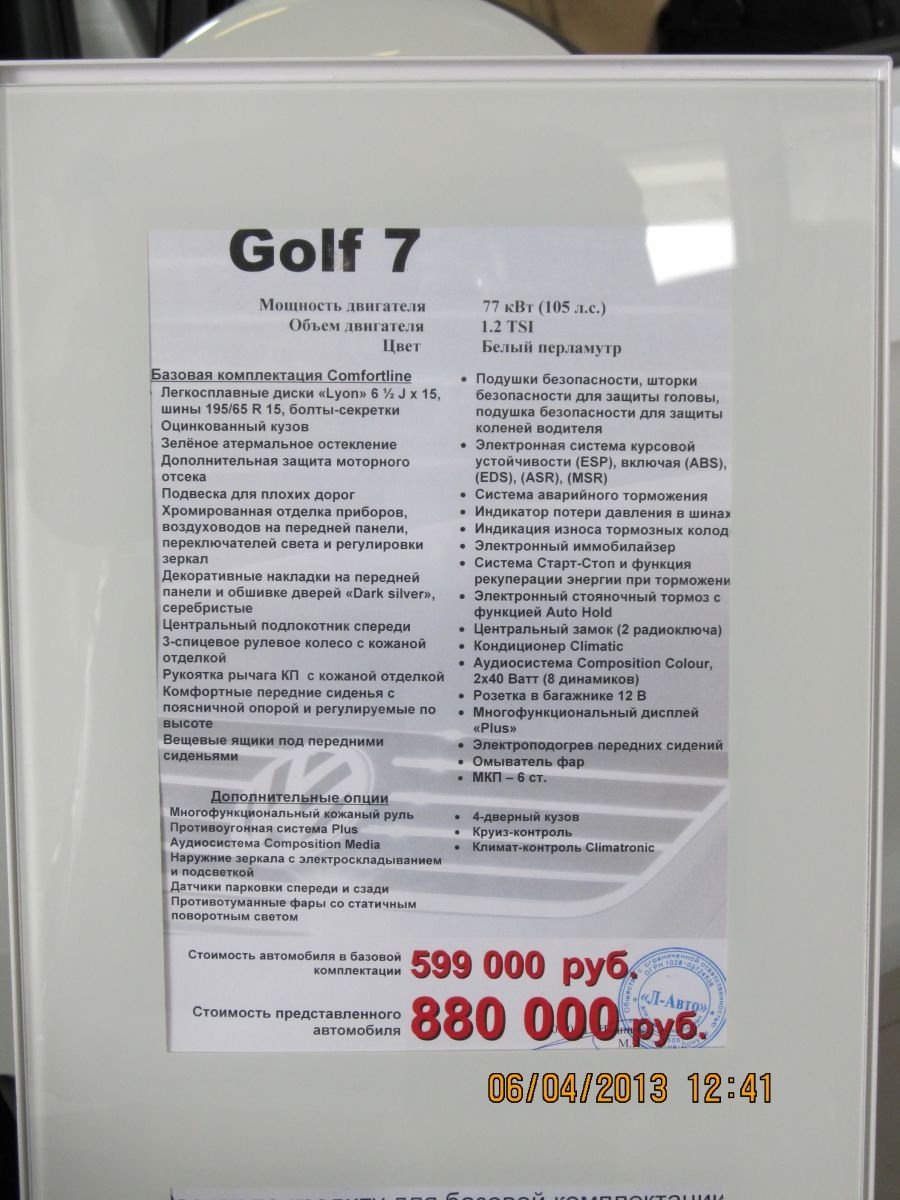 Golf 7
Мощность двигателя 77 кВт (105 л.с.)
Объем двигателя 1.2 TSI
Цвет Белый перламутр
Базовая комплектация Comfortline
Легкосплавные диски «Lyon» 6 ½ J x 15,
шины 195/65 R 15, болты-секретки
Оцинкованный кузов
Зелёное атермальное остекление
Дополнительная защита моторного
отсека
Подвеска для плохих дорог
Хромированная отделка приборов,
воздуховодов на передней панели,
переключателей света и регулировки
зеркал
Декоративные накладки на передней
панели и обшивке дверей «Dark silver»,
серебристые
Центральный подлокотник спереди
3-спицевое рулевое колесо с кожаной
отделкой
Рукоятка рычага КП с кожаной отделкой
Комфортные передние сиденья с
поясничной опорой и регулируемые по
высоте
Вещевые ящики под передними
сиденьями
• Подушки безопасности, шторки
безопасности для защиты головы,
подушка безопасности для защиты
коленей водителя
• Электронная система курсовой
устойчивости (ESP), включая (ABS),
(EDS), (ASR), (MSR)
• Система аварийного торможения
• Индикатор потери давления в шинах
• Индикация износа тормозных колод
• Электронный иммобилайзер
• Система Старт-Стоп и функция
рекуперации энергии при торможени
• Электронный стояночный тормоз с
функцией Auto Hold
• Центральный замок (2 радиоключа)
• Кондиционер Climatic
• Аудиосистема Composition Colour,
2x40 Ватт (8 динамиков)
• Розетка в багажнике 12 В
• Многофункциональный дисплей
«Plus»
• Электроподогрев передних сидений
• Омыватель фар
• МКП – 6 ст.
Дополнительные опции
Многофункциональный кожаный руль
Противоугонная система Plus
Аудиосистема Composition Media
Наружние зеркала с электроскладыванием
и подсветкой
Датчики парковки спереди и сзади
Противотуманные фары со статичным
поворотным светом
• 4-дверный кузов
• Круиз-контроль
• Климат-контроль Climatronic
Стоимость автомобиля в базовой
комплектации 599 000 руб.
Стоимость представленного
автомобиля 880 000 руб.
«Л-Авто»
06/04/2013 12:41
для базовой комплектации